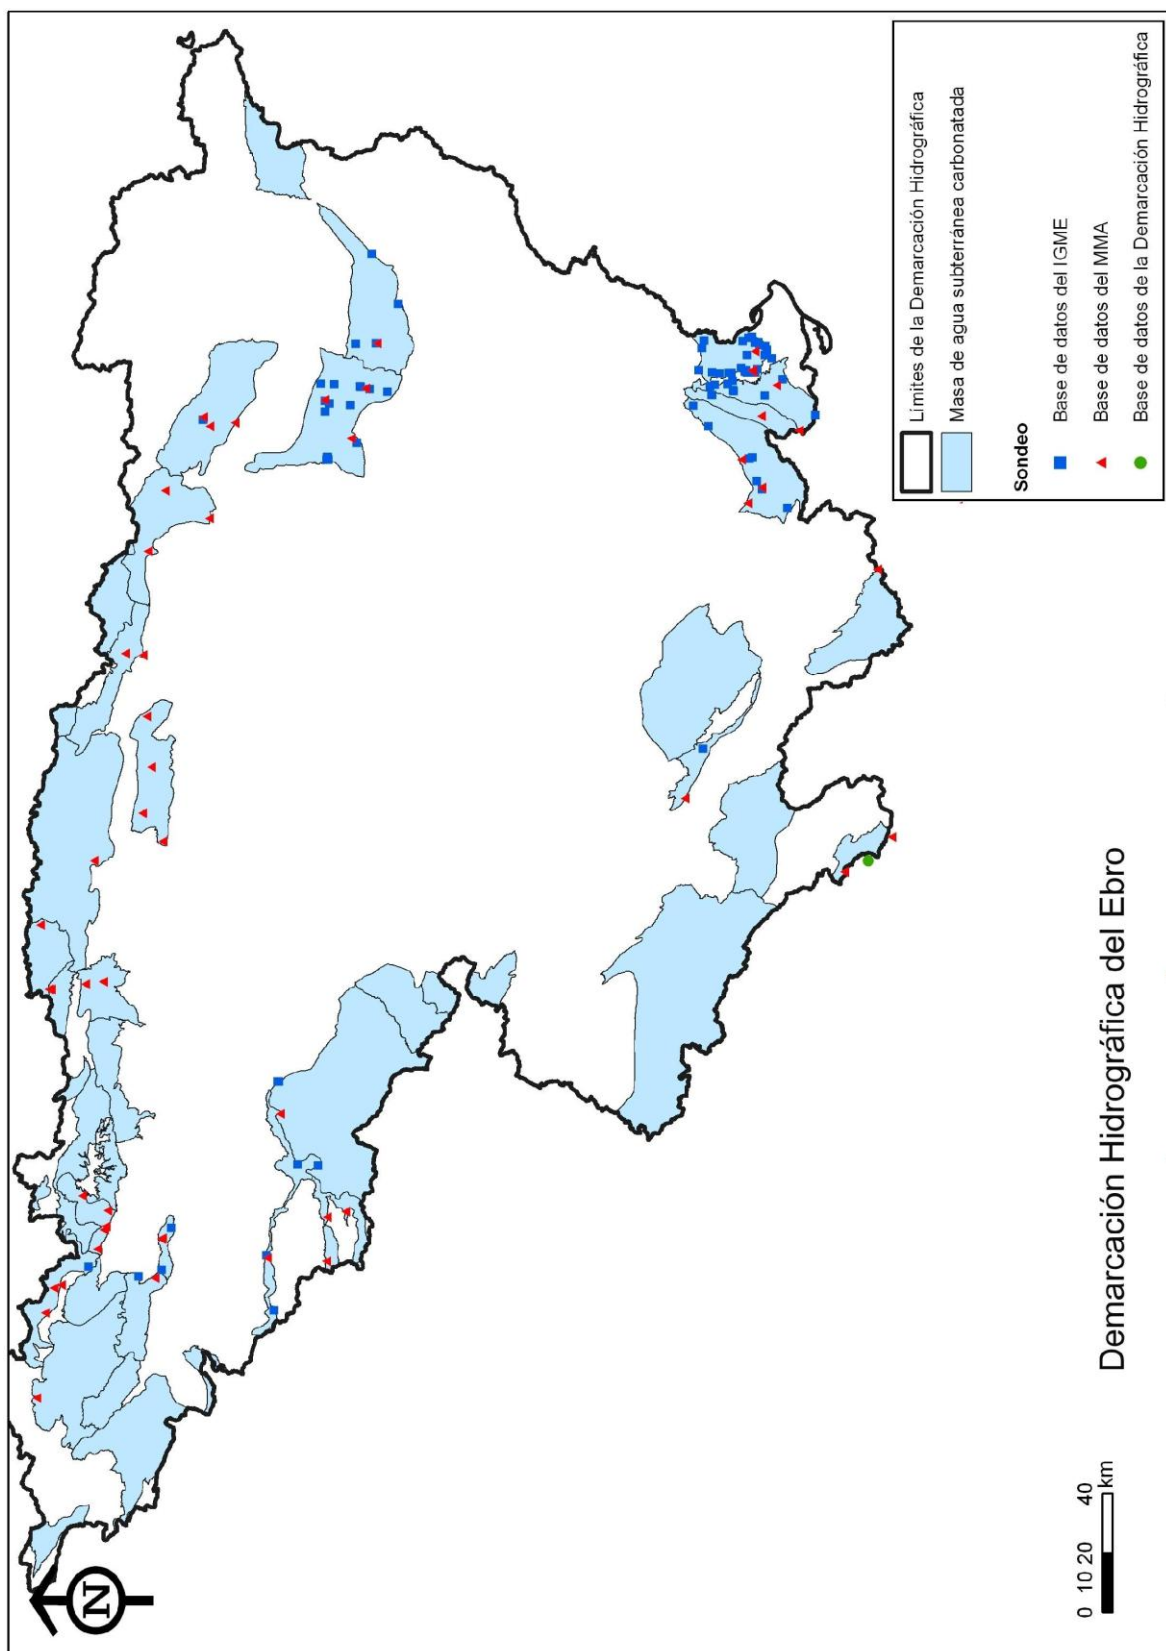 N
0 10 20 40
km
Demarcación Hidrográfica del Ebro
Límites de la Demarcación Hidrográfica
Masa de agua subterránea carbonatada
Sondeo
Base de datos del IGME
Base de datos del MMA
Base de datos de la Demarcación Hidrográfica